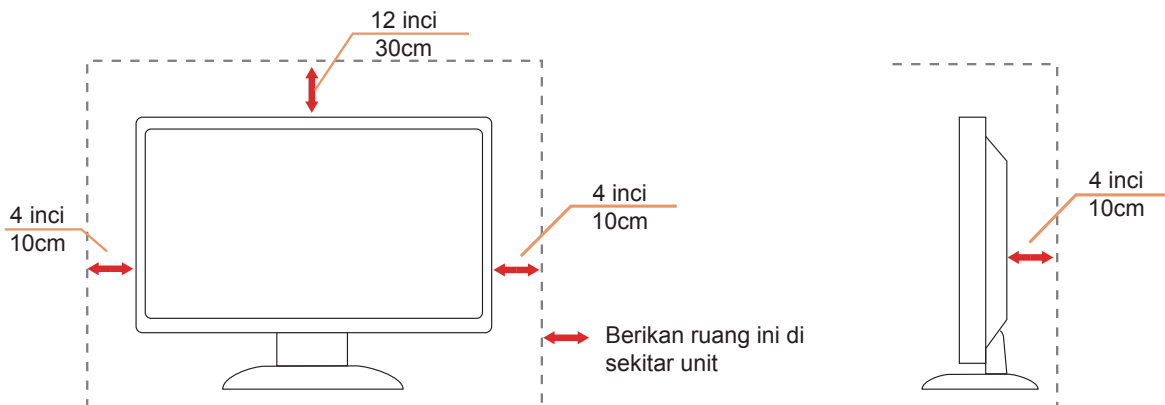 12 inci
30cm
4 inci
10cm
4 inci
10cm
4 inci
10cm
Berikan ruang ini di
sekitar unit